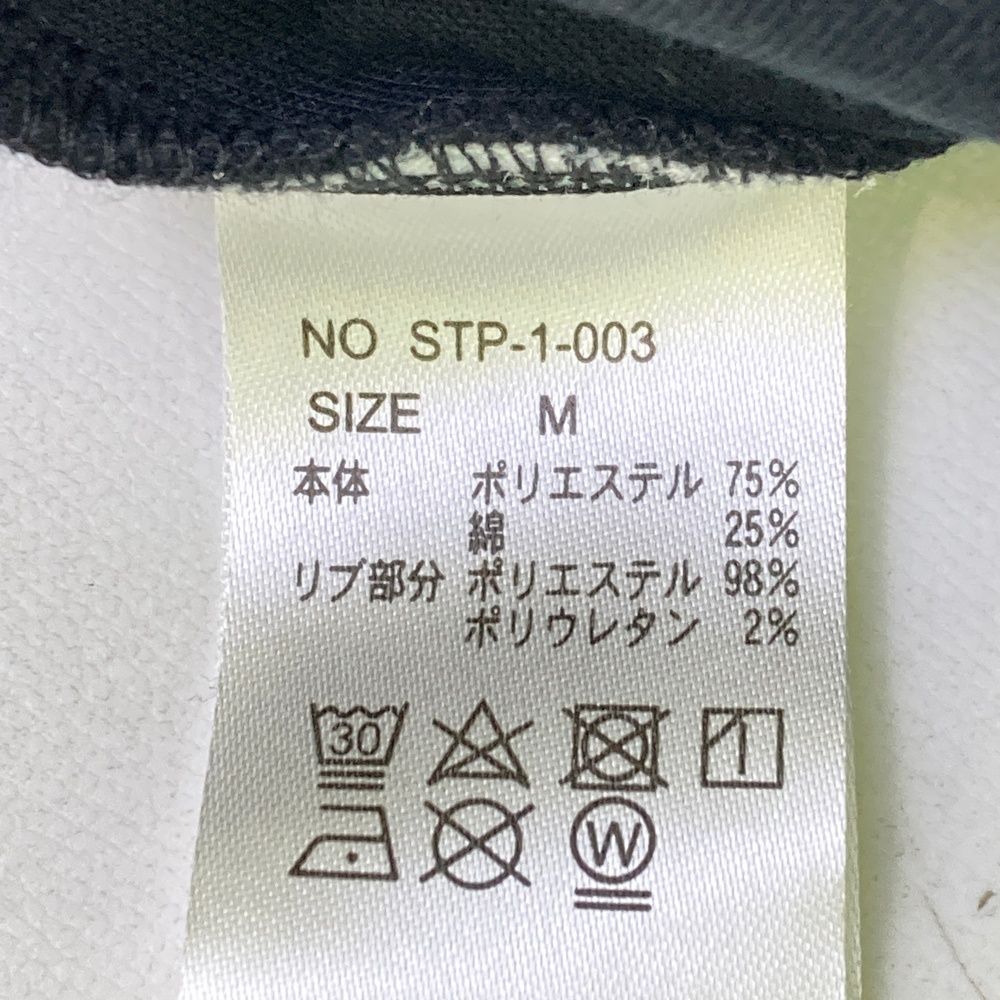 NO STP-1-003
SIZE M
本体 ポリエステル 75%
綿 25%
リブ部分 ポリエステル 98%
ポリウレタン 2%
30
W